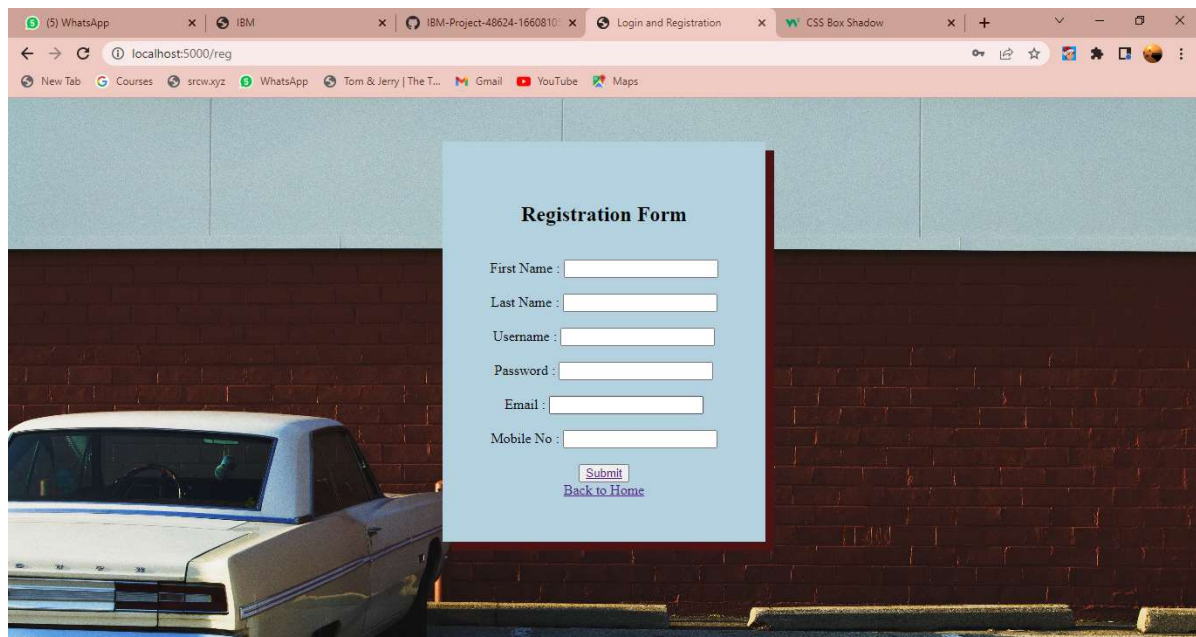 (5) WhatsApp
IBM
IBM-Project-48624-1660810
Login and Registration
CSS Box Shadow
localhost:5000/reg
New Tab
Courses
srcw.xyz
WhatsApp
Tom & Jerry | The T...
Gmail
YouTube
Maps
Registration Form
First Name :
Last Name :
Username :
Password :
Email :
Mobile No :
Submit
Back to Home